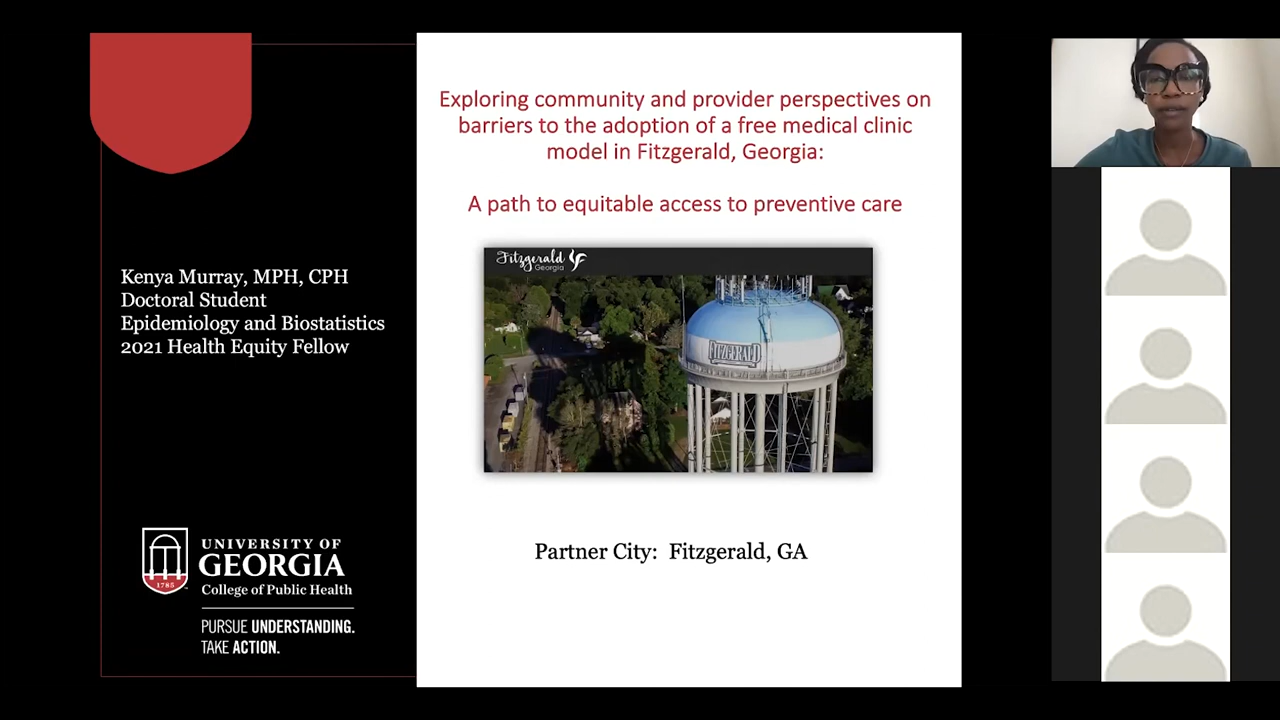 Exploring community and provider perspectives on
barriers to the adoption of a free medical clinic
model in Fitzgerald, Georgia:
A path to equitable access to preventive care
Fitzgerald
Georgia
FITZGERALD
Kenya Murray, MPH, CPH
Doctoral Student
Epidemiology and Biostatistics
2021 Health Equity Fellow
1785
UNIVERSITY OF
GEORGIA
College of Public Health
PURSUE UNDERSTANDING.
TAKE ACTION.
Partner City: Fitzgerald, GA